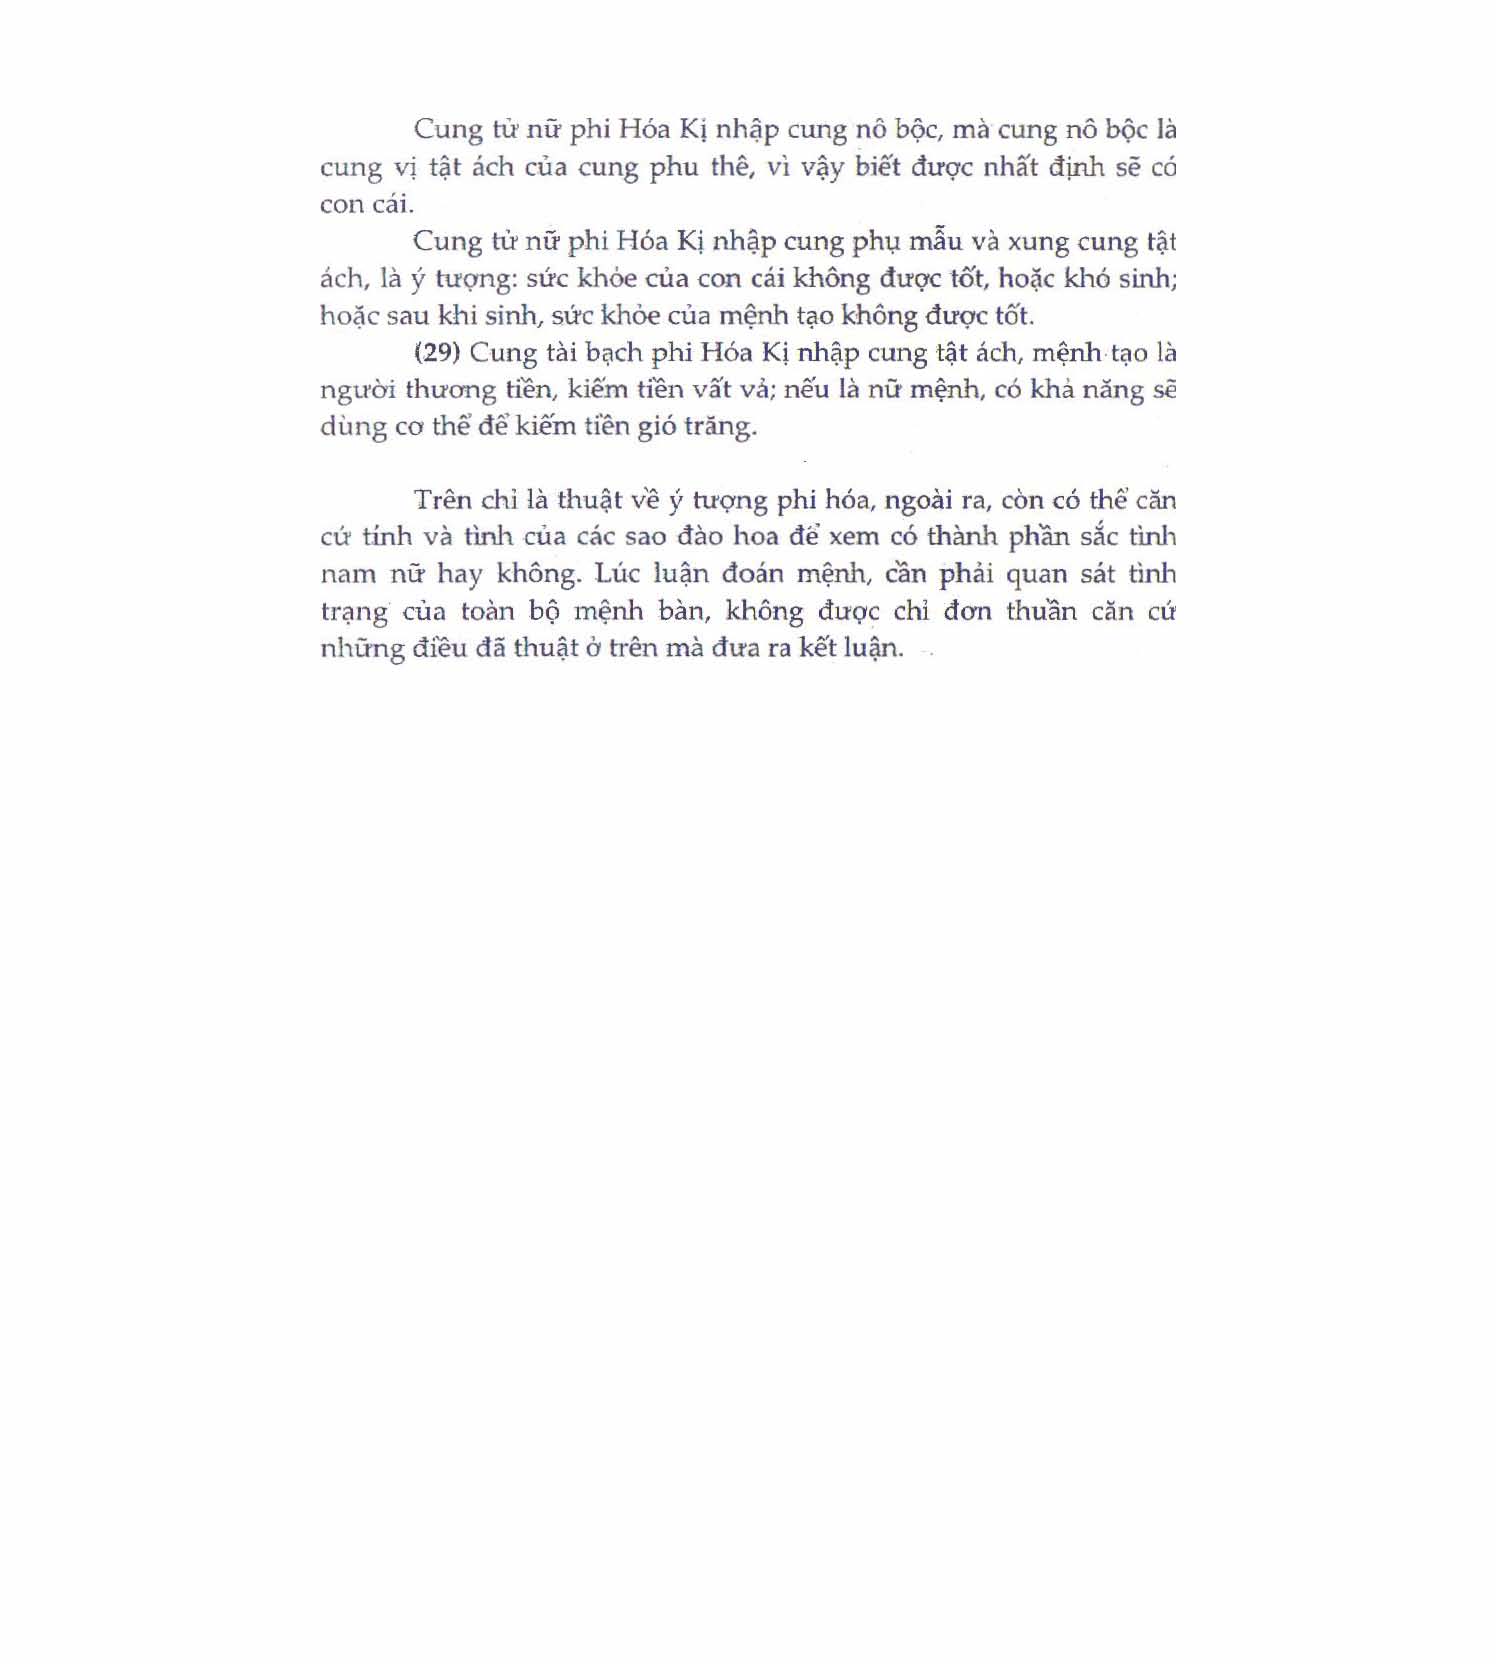 Cung tử nữ phi Hóa Kị nhập cung nô bộc, mà cung nô bộc là
cung vị tật ách của cung phu thê, vì vậy biết được nhất định sẽ có
con cái.
Cung tử nữ phi Hóa Kị nhập cung phụ mẫu và xung cung tật
ách, là ý tượng: sức khỏe của con cái không được tốt, hoặc khó sinh;
hoặc sau khi sinh, sức khỏe của mệnh tạo không được tốt.
(29) Cung tài bạch phi Hóa Kị nhập cung tật ách, mệnh tạo là
người thương tiền, kiếm tiền vất vả; nếu là nữ mệnh, có khả năng sẽ
dùng cơ thể để kiếm tiền gió trăng.
Trên chỉ là thuật về ý tượng phi hóa, ngoài ra, còn có thể căn
cứ tính và tình của các sao đào hoa để xem có thành phần sắc tình
nam nữ hay không. Lúc luận đoán mệnh, cần phải quan sát tình
trạng của toàn bộ mệnh bàn, không được chỉ đơn thuần căn cứ
những điều đã thuật ở trên mà đưa ra kết luận.